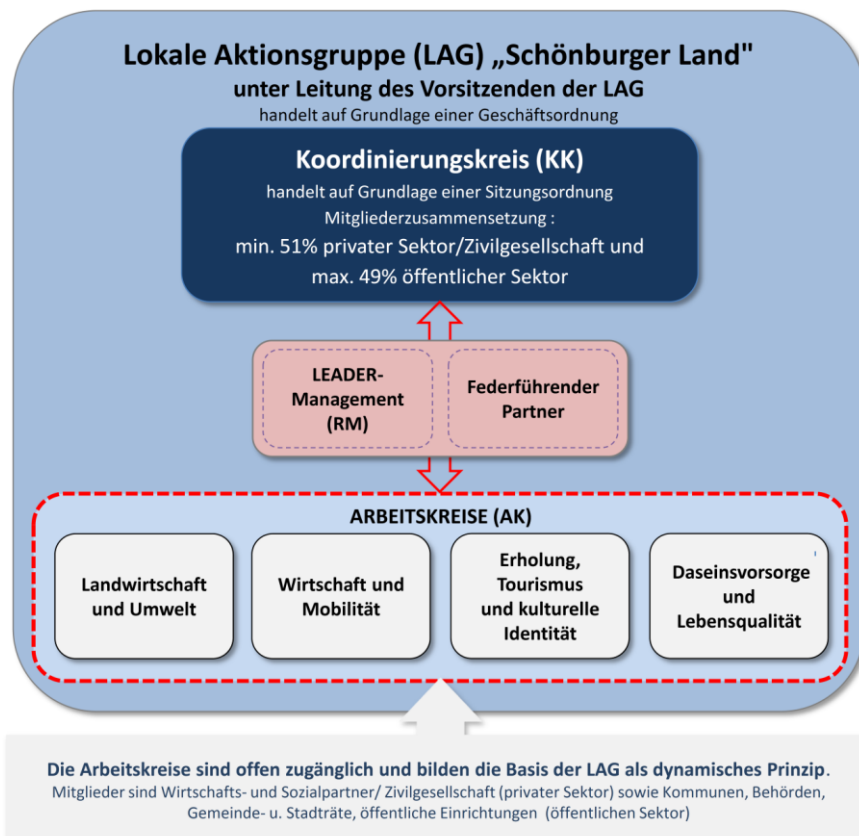 Lokale Aktionsgruppe (LAG) „Schönburger Land"
unter Leitung des Vorsitzenden der LAG
handelt auf Grundlage einer Geschäftsordnung
Koordinierungskreis (KK)
handelt auf Grundlage einer Sitzungsordnung
Mitgliederzusammensetzung :
min. 51% privater Sektor/Zivilgesellschaft und
max. 49% öffentlicher Sektor
LEADER-
Management
(RM)
Federführender
Partner
ARBEITSKREISE (AK)
Landwirtschaft
und Umwelt
Wirtschaft und
Mobilität
Erholung,
Tourismus
und kulturelle
Identität
Daseinsvorsorge
und
Lebensqualität
Die Arbeitskreise sind offen zugänglich und bilden die Basis der LAG als dynamisches Prinzip.
Mitglieder sind Wirtschafts- und Sozialpartner/ Zivilgesellschaft (privater Sektor) sowie Kommunen, Behörden,
Gemeinde- u. Stadträte, öffentliche Einrichtungen (öffentlichen Sektor)